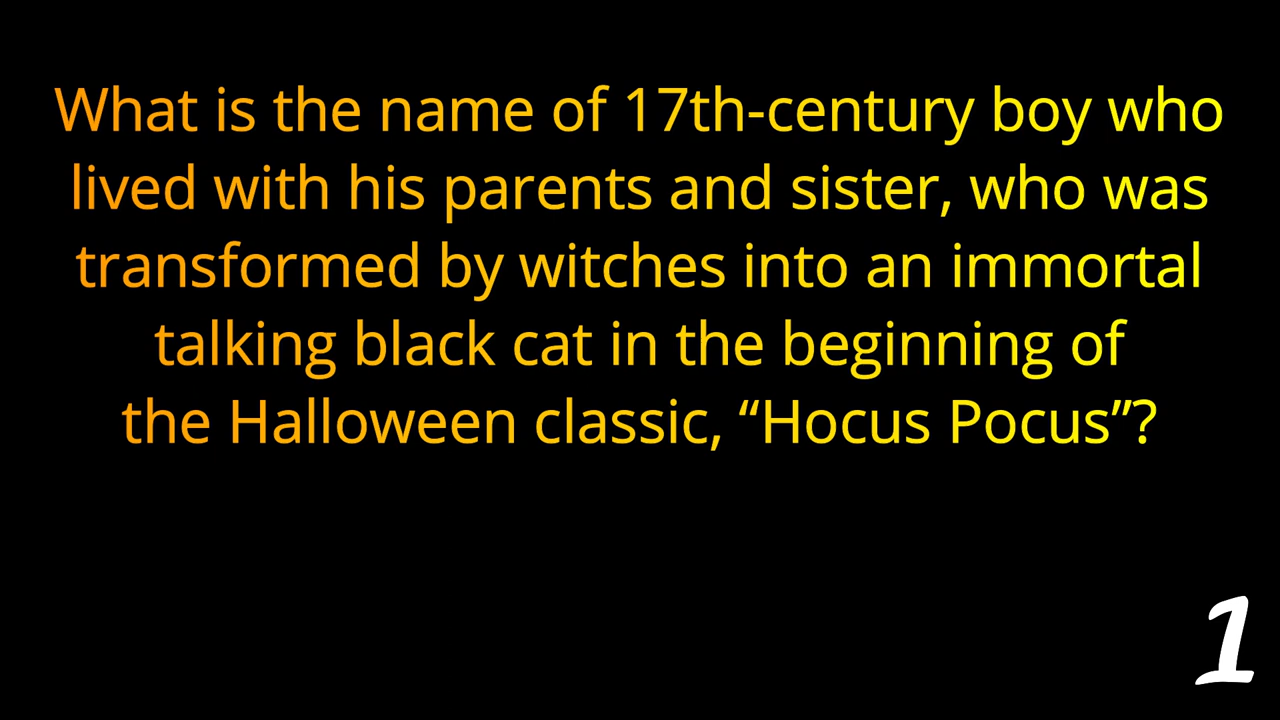 What is the name of 17th-century boy who
lived with his parents and sister, who was
transformed by witches into an immortal
talking black cat in the beginning of
the Halloween classic, “Hocus Pocus”?
1